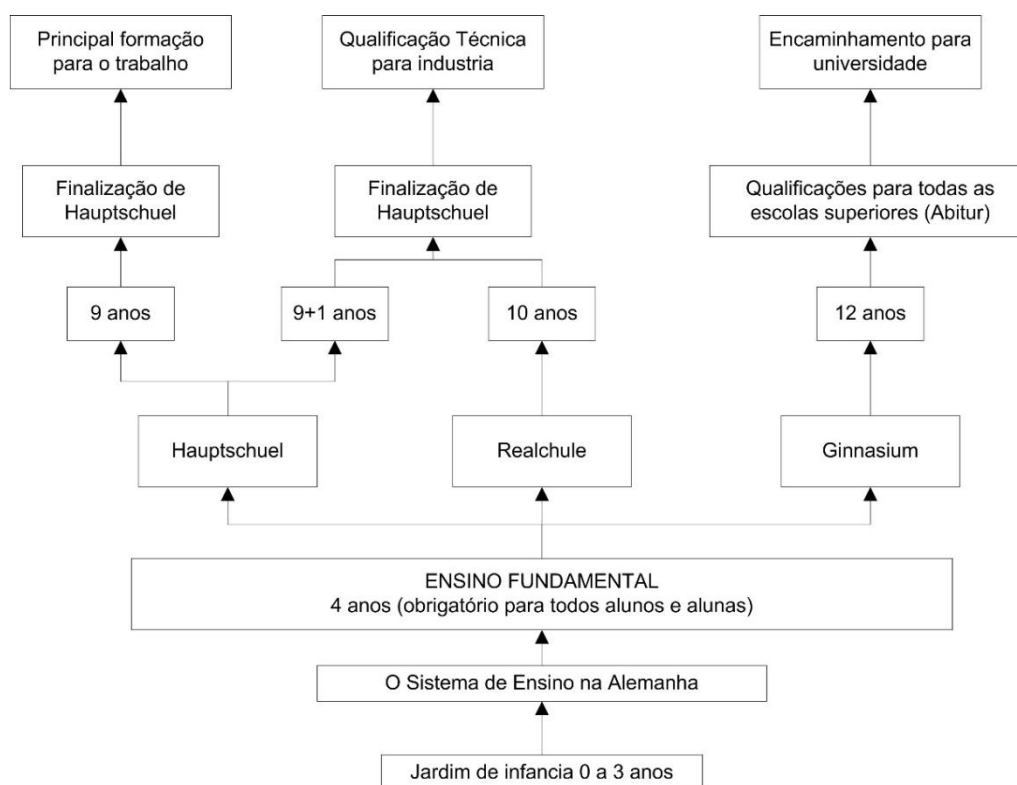 Principal formação
para o trabalho
Qualificação Técnica
para industria
Encaminhamento para
universidade
Finalização de
Hauptschuel
Finalização de
Hauptschuel
Qualificações para todas as
escolas superiores (Abitur)
9 anos
9+1 anos
10 anos
12 anos
Hauptschuel
Realchule
Ginnasium
ENSINO FUNDAMENTAL
4 anos (obrigatório para todos alunos e alunas)
O Sistema de Ensino na Alemanha
Jardim de infancia 0 a 3 anos